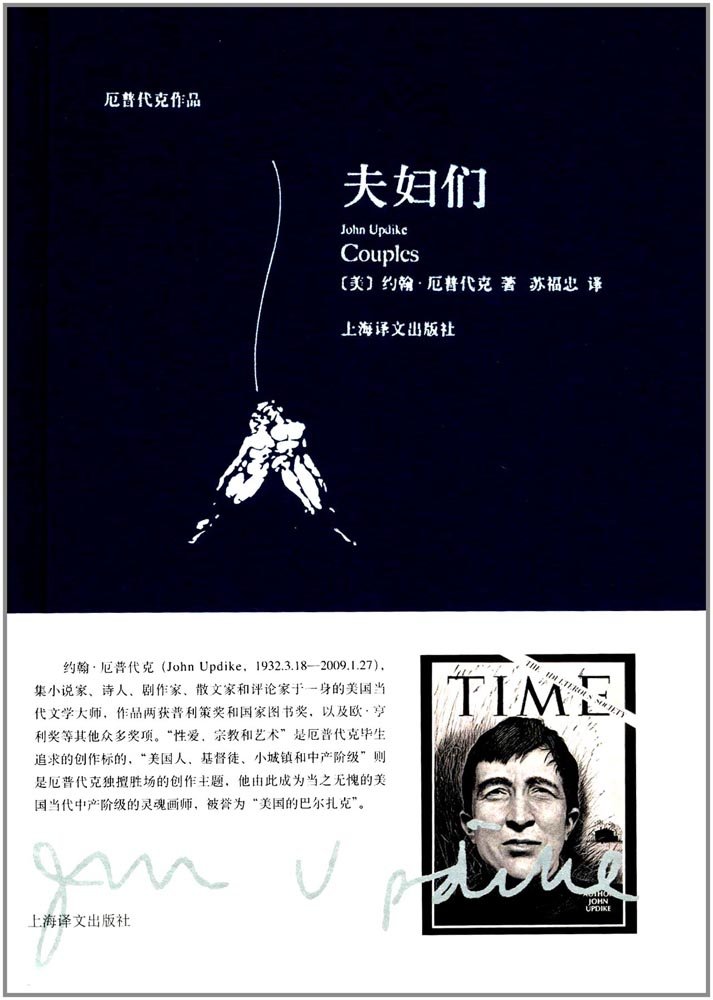 厄普代克作品
夫妇们
John Updike
Couples
〔美〕约翰·厄普代克 著 苏福忠 译
上海译文出版社
约翰·厄普代克 (John Updike, 1932.3.18—2009.1.27),
集小说家、诗人、剧作家、散文家和评论家于一身的美国当
代文学大师，作品两获普利策奖和国家图书奖，以及欧·亨
利奖等其他众多奖项。“性爱、宗教和艺术”是厄普代克毕生
追求的创作标的，“美国人、基督徒、小城镇和中产阶级”则
是厄普代克独擅胜场的创作主题，他由此成为当之无愧的美
国当代中产阶级的灵魂画师，被誉为“美国的巴尔扎克”。
THE ADULTEROUS SOCIETY
TIME
AUTHOR
JOHN
UPDIKE
John Updike
上海译文出版社